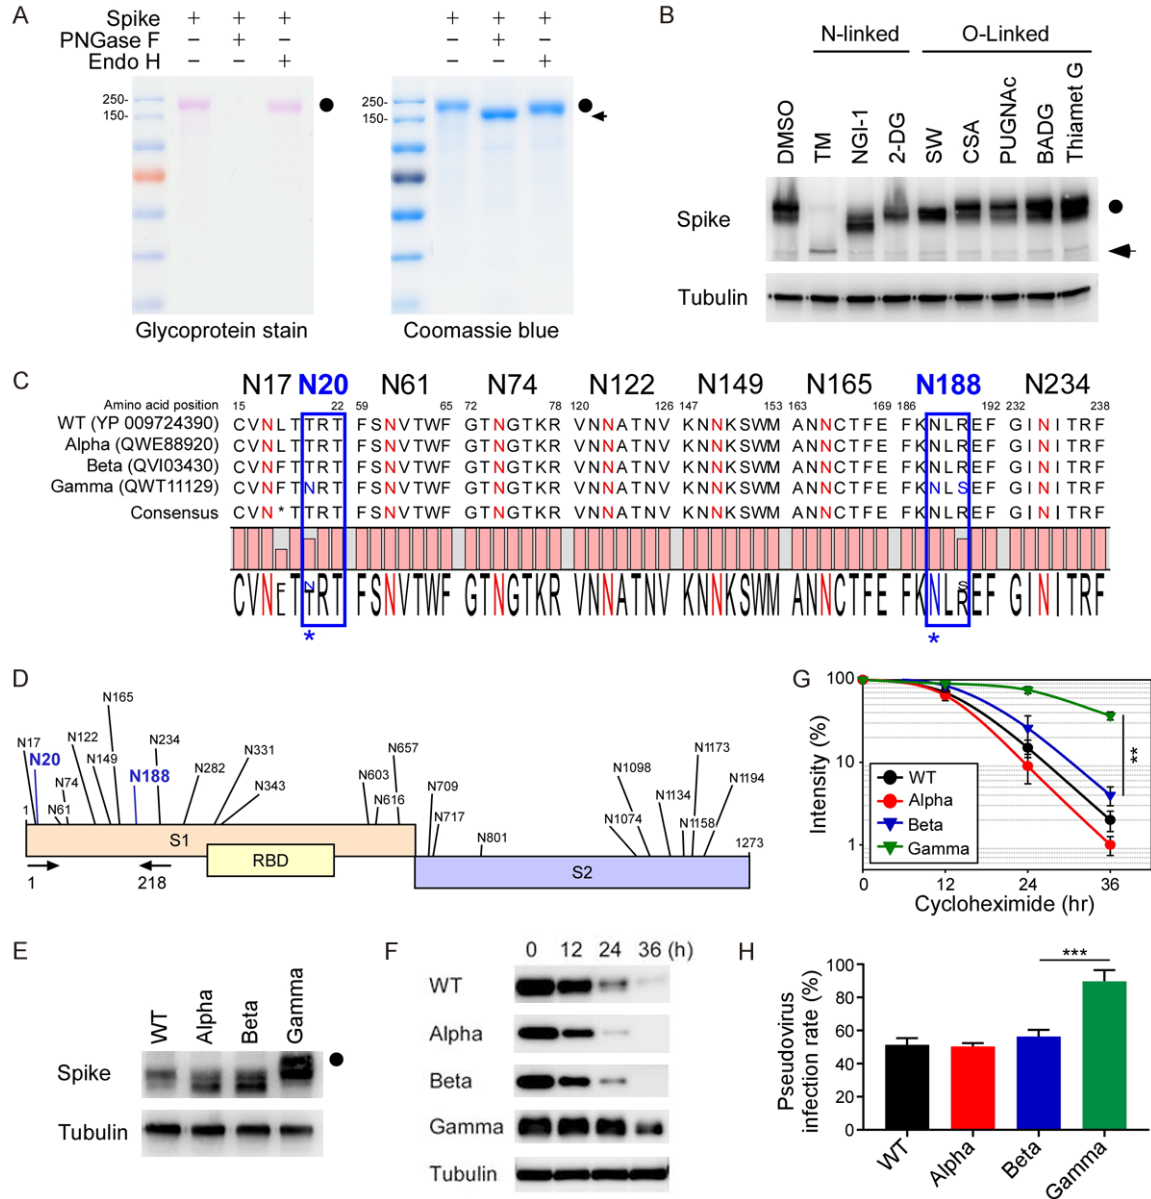 A
Spike + + + + + +
PNGase F − + − − + −
Endo H − − + − − +
250-
150-
250-
150-
Glycoprotein stain
Coomassie blue
B
N-linked O-Linked
DMSO TM NGI-1 2-DG SW CSA PUGNAc BADG Thiamet G
Spike
Tubulin
C
N17 N20 N61 N74 N122 N149 N165 N188 N234
Amino acid position 15 22 59 65 72 78 120 126 147 153 163 169 186 192 232 238
WT (YP 009724390) CVNLTTRT FSNVTWF GTNGTKR VNNATNV KNNKSWM ANNCTFE FKNLREF GINITRF
Alpha (QWE88920) CVNLTTRT FSNVTWF GTNGTKR VNNATNV KNNKSWM ANNCTFE FKNLREF GINITRF
Beta (QVI03430) CVNFTTRT FSNVTWF GTNGTKR VNNATNV KNNKSWM ANNCTFE FKNLREF GINITRF
Gamma (QWT11129) CVNFTNRT FSNVTWF GTNGTKR VNNATNV KNNKSWM ANNCTFE FKNLSEF GINITRF
Consensus CVN*TTRT FSNVTWF GTNGTKR VNNATNV KNNKSWM ANNCTFE FKNLREF GINITRF
* *
D
N165
N17 N122 N234 N331 N657 N1173
N20 N149 N188 N282 N343 N603 N709 N1098 N1194
N74 N616 N1134
1 N61 N717 N801 N1074 N1158 1273
S1
RBD
S2
1 218
E
WT Alpha Beta Gamma
Spike
Tubulin
F
0 12 24 36 (h)
WT
Alpha
Beta
Gamma
Tubulin
G
Intensity (%)
100
10
1
WT
Alpha
Beta
Gamma
**
0 12 24 36
Cycloheximide (hr)
H
Pseudovirus
infection rate (%)
***
100
80
60
40
20
0
WT Alpha Beta Gamma